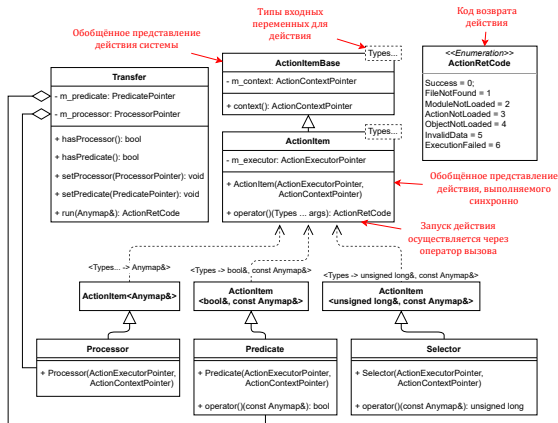 Типы входных
переменных для
действия
Код возврата
действия
Обобщённое представление
действия системы
Types...
ActionItemBase
- m_context: ActionContextPointer
+ context(): ActionContextPointer
<<Enumeration>>
ActionRetCode
Success = 0;
FileNotFound = 1
ModuleNotLoaded = 2
ActionNotLoaded = 3
ObjectNotLoaded = 4
InvalidData = 5
ExecutionFailed = 6
Transfer
- m_predicate: PredicatePointer
- m_processor: ProcessorPointer
+ hasProcessor(): bool
+ hasPredicate(): bool
+ setProcessor(ProcessorPointer): void
+ setPredicate(PredicatePointer): void
+ run(Anymap&): ActionRetCode
Types...
ActionItem
- m_executor: ActionExecutorPointer
+ ActionItem(ActionExecutorPointer,
ActionContextPointer)
+ operator()(Types ... args): ActionRetCode
Обобщённое представление
действия, выполняемого
синхронно
Запуск действия
осуществляется через
оператор вызова
<Types... -> Anymap&>
<Types -> bool&, const Anymap&>
<Types -> unsigned long&, const Anymap&>
ActionItem<Anymap&>
ActionItem
<bool&, const Anymap&>
ActionItem
<unsigned long&, const Anymap&>
Processor
+ Processor(ActionExecutorPointer,
ActionContextPointer)
Predicate
+ Predicate(ActionExecutorPointer,
ActionContextPointer)
+ operator()(const Anymap&): bool
Selector
+ Selector(ActionExecutorPointer,
ActionContextPointer)
+ operator()(const Anymap&): unsigned long